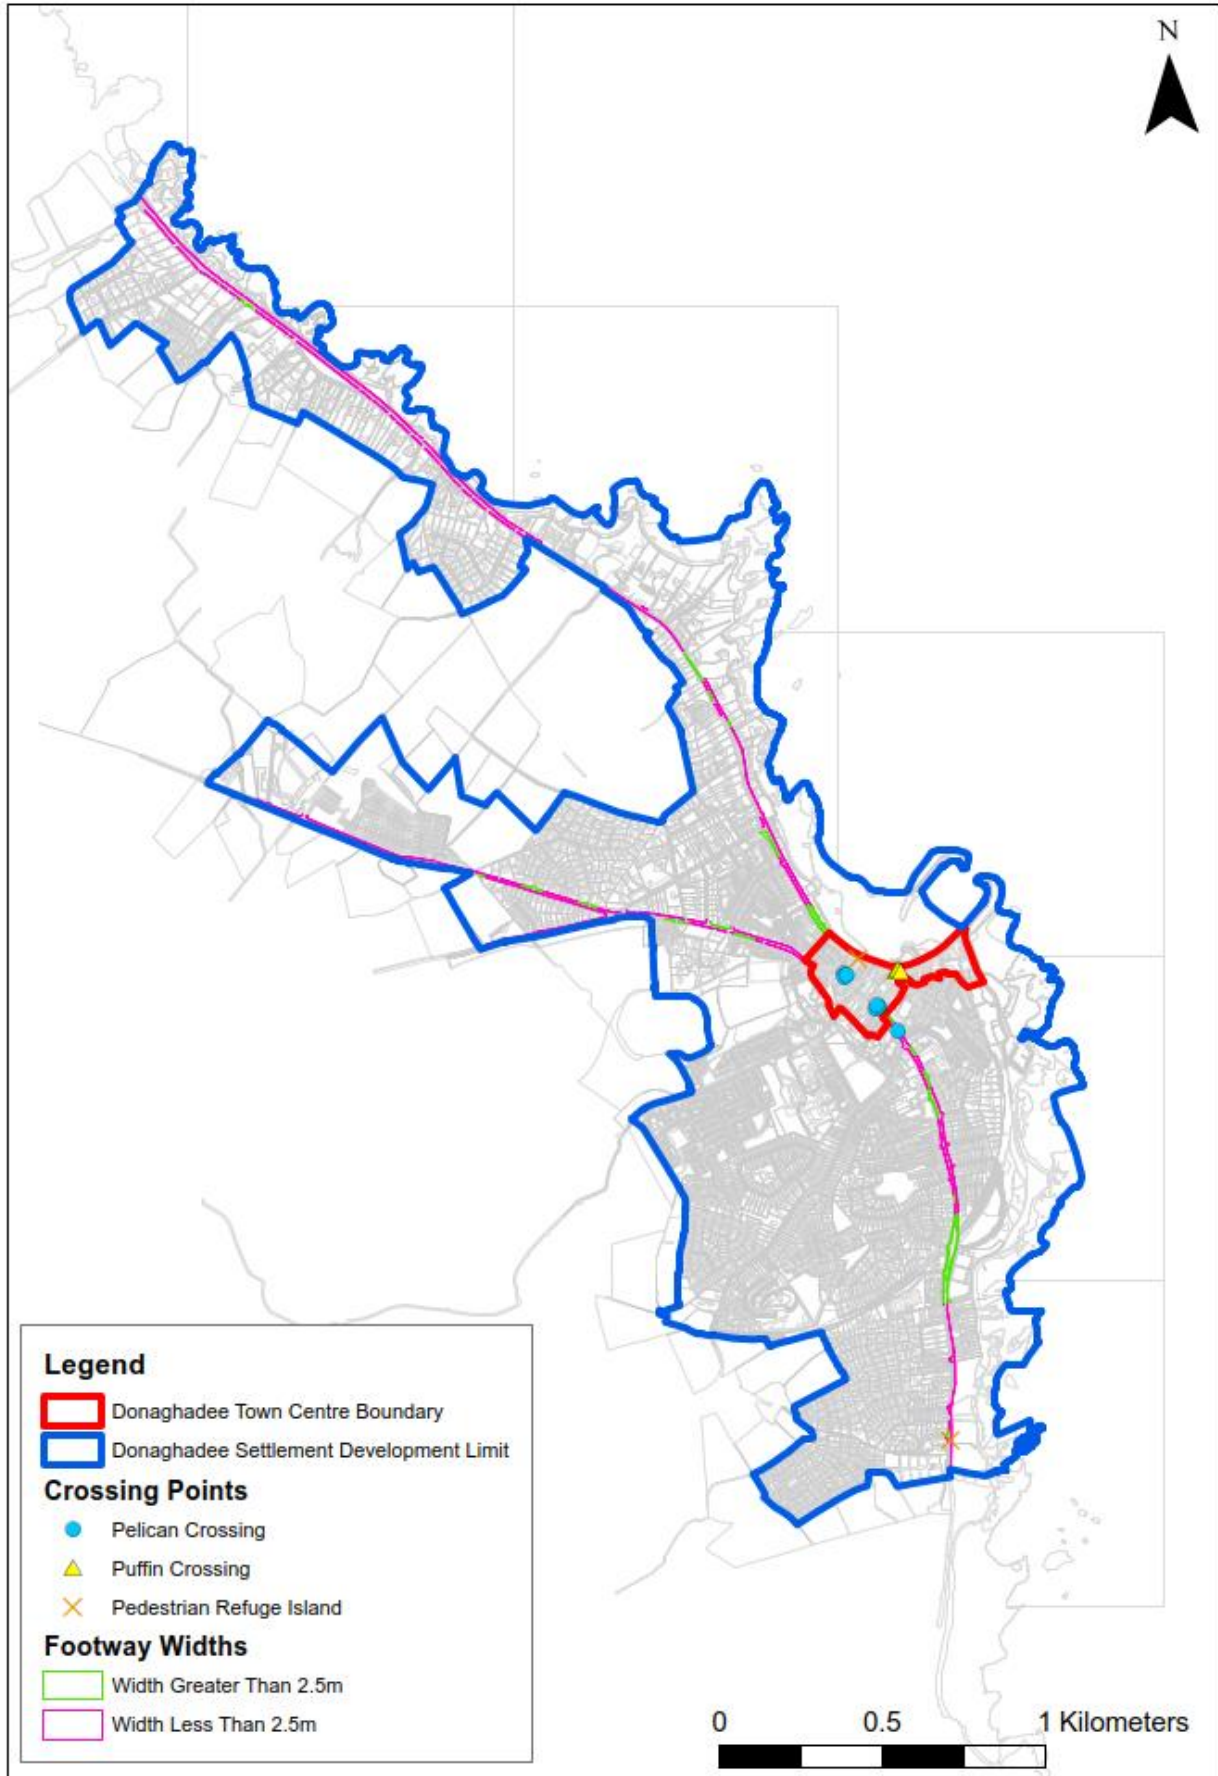 N
Legend
Donaghadee Town Centre Boundary
Donaghadee Settlement Development Limit
Crossing Points
Pelican Crossing
Puffin Crossing
Pedestrian Refuge Island
Footway Widths
Width Greater Than 2.5m
Width Less Than 2.5m
0 0.5 1 Kilometers